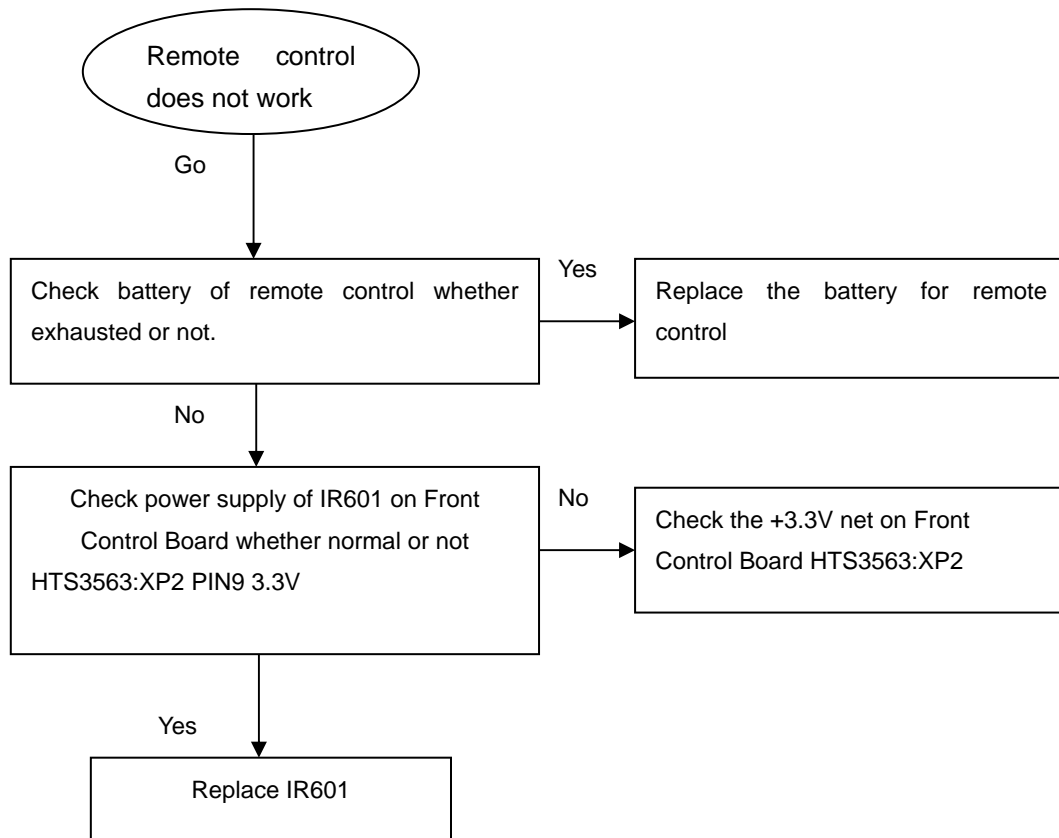 Remote control
does not work
Go
Check battery of remote control whether
exhausted or not.
Yes
Replace the battery for remote
control
No
Check power supply of IR601 on Front
Control Board whether normal or not
HTS3563:XP2 PIN9 3.3V
No
Check the +3.3V net on Front
Control Board HTS3563:XP2
Yes
Replace IR601